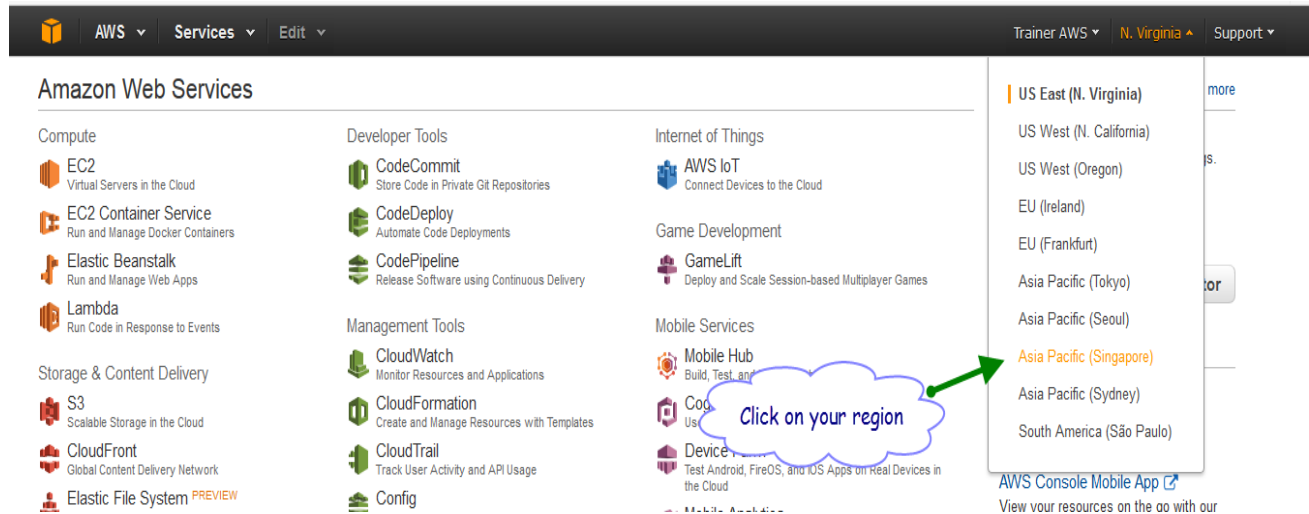 AWS Services Edit Trainer AWS N. Virginia Support
Amazon Web Services
Compute
EC2
Virtual Servers in the Cloud
EC2 Container Service
Run and Manage Docker Containers
Elastic Beanstalk
Run and Manage Web Apps
Lambda
Run Code in Response to Events
Storage & Content Delivery
S3
Scalable Storage in the Cloud
CloudFront
Global Content Delivery Network
Elastic File System PREVIEW
Developer Tools
CodeCommit
Store Code in Private Git Repositories
CodeDeploy
Automate Code Deployments
CodePipeline
Release Software using Continuous Delivery
Management Tools
CloudWatch
Monitor Resources and Applications
CloudFormation
Create and Manage Resources with Templates
CloudTrail
Track User Activity and API Usage
Config
Internet of Things
AWS IoT
Connect Devices to the Cloud
Game Development
GameLift
Deploy and Scale Session-based Multiplayer Games
Mobile Services
Mobile Hub
Build, Test, and
Device
Test Android, FireOS, and iOS Apps on Real Devices in
the Cloud
Mobile Analytics
Click on your region
US East (N. Virginia)
US West (N. California)
US West (Oregon)
EU (Ireland)
EU (Frankfurt)
Asia Pacific (Tokyo)
Asia Pacific (Seoul)
Asia Pacific (Singapore)
Asia Pacific (Sydney)
South America (São Paulo)
more
AWS Console Mobile App
View your resources on the go with our